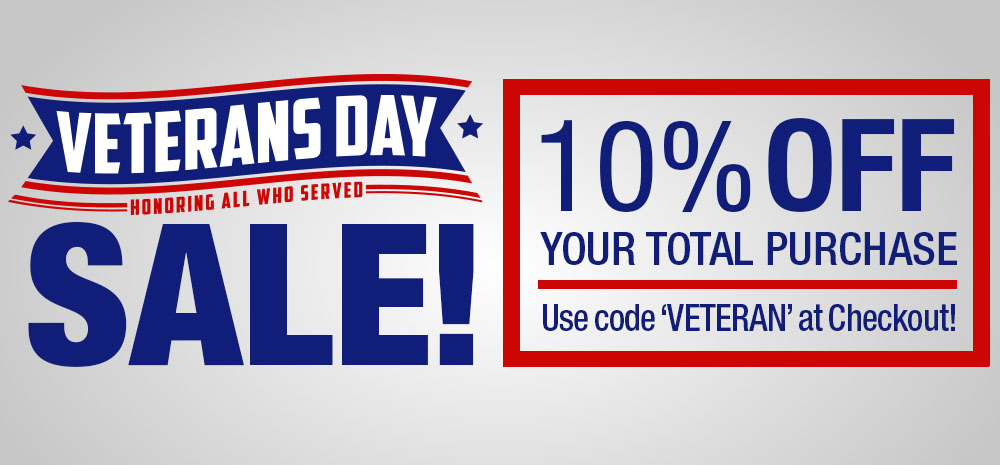 VETERANS DAY
HONORING ALL WHO SERVED
SALE!
10% OFF
YOUR TOTAL PURCHASE
Use code ‘VETERAN’ at Checkout!